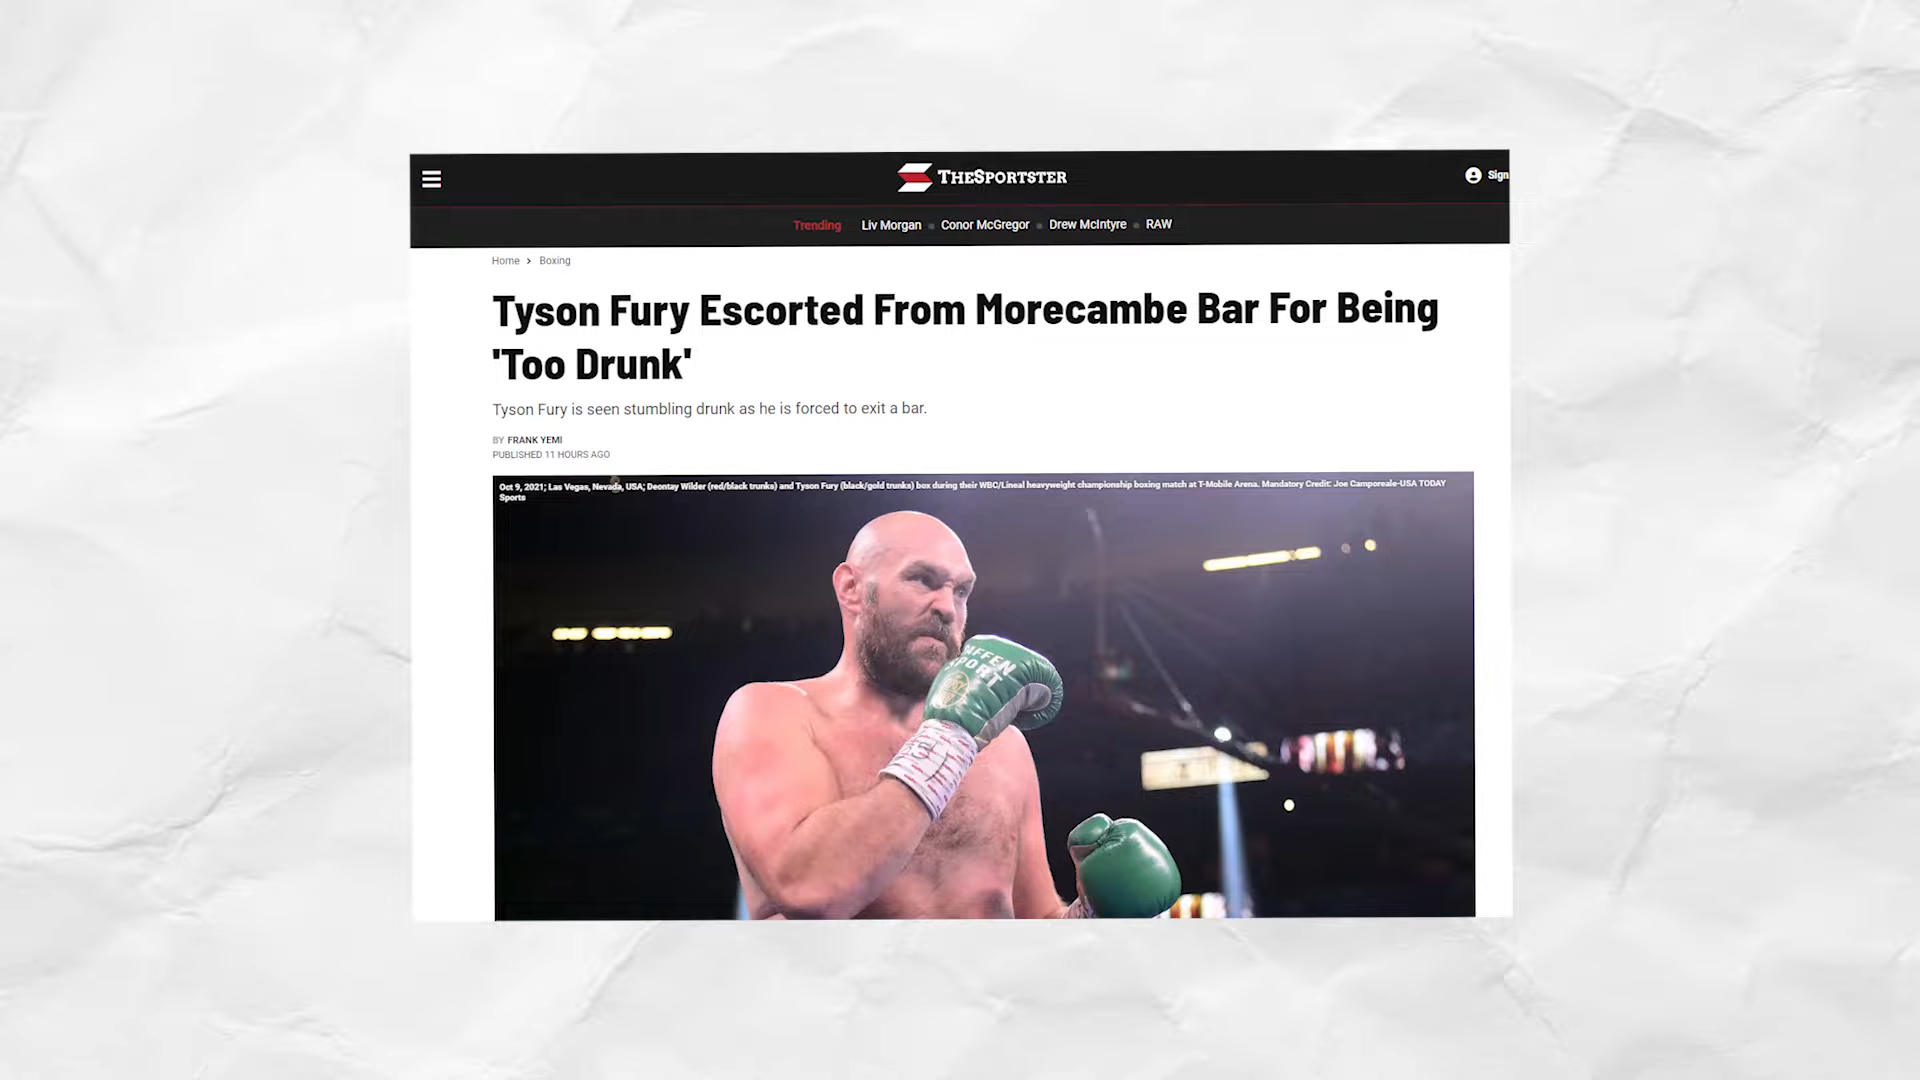 THESPORTSTER
Sign
Trending Liv Morgan Conor McGregor Drew McIntyre RAW
Home > Boxing
Tyson Fury Escorted From Morecambe Bar For Being
'Too Drunk'
Tyson Fury is seen stumbling drunk as he is forced to exit a bar.
BY FRANK YEMI
PUBLISHED 11 HOURS AGO
Oct 9, 2021; Las Vegas, Nevada, USA; Deontay Wilder (red/black trunks) and Tyson Fury (black/gold trunks) box during their WBC/Lineal heavyweight championship boxing match at T-Mobile Arena. Mandatory Credit: Joe Camporeale-USA TODAY
Sports
SPORT